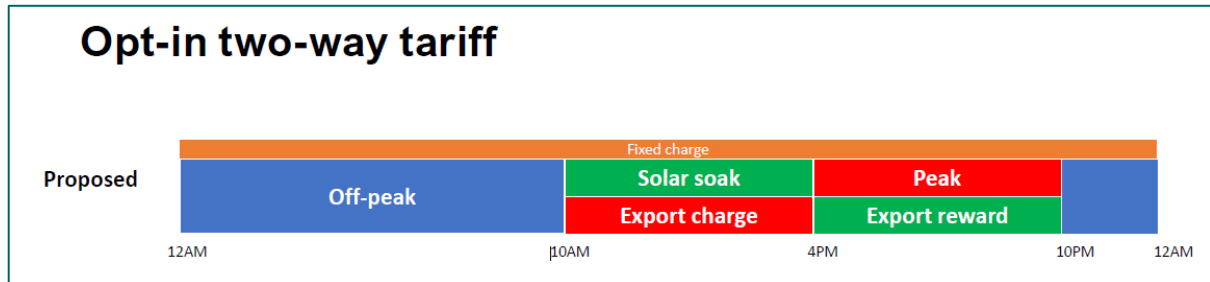 Opt-in two-way tariff
Fixed charge
Proposed
Off-peak
Solar soak
Peak
Export charge
Export reward
12AM
10AM
4PM
10PM
12AM